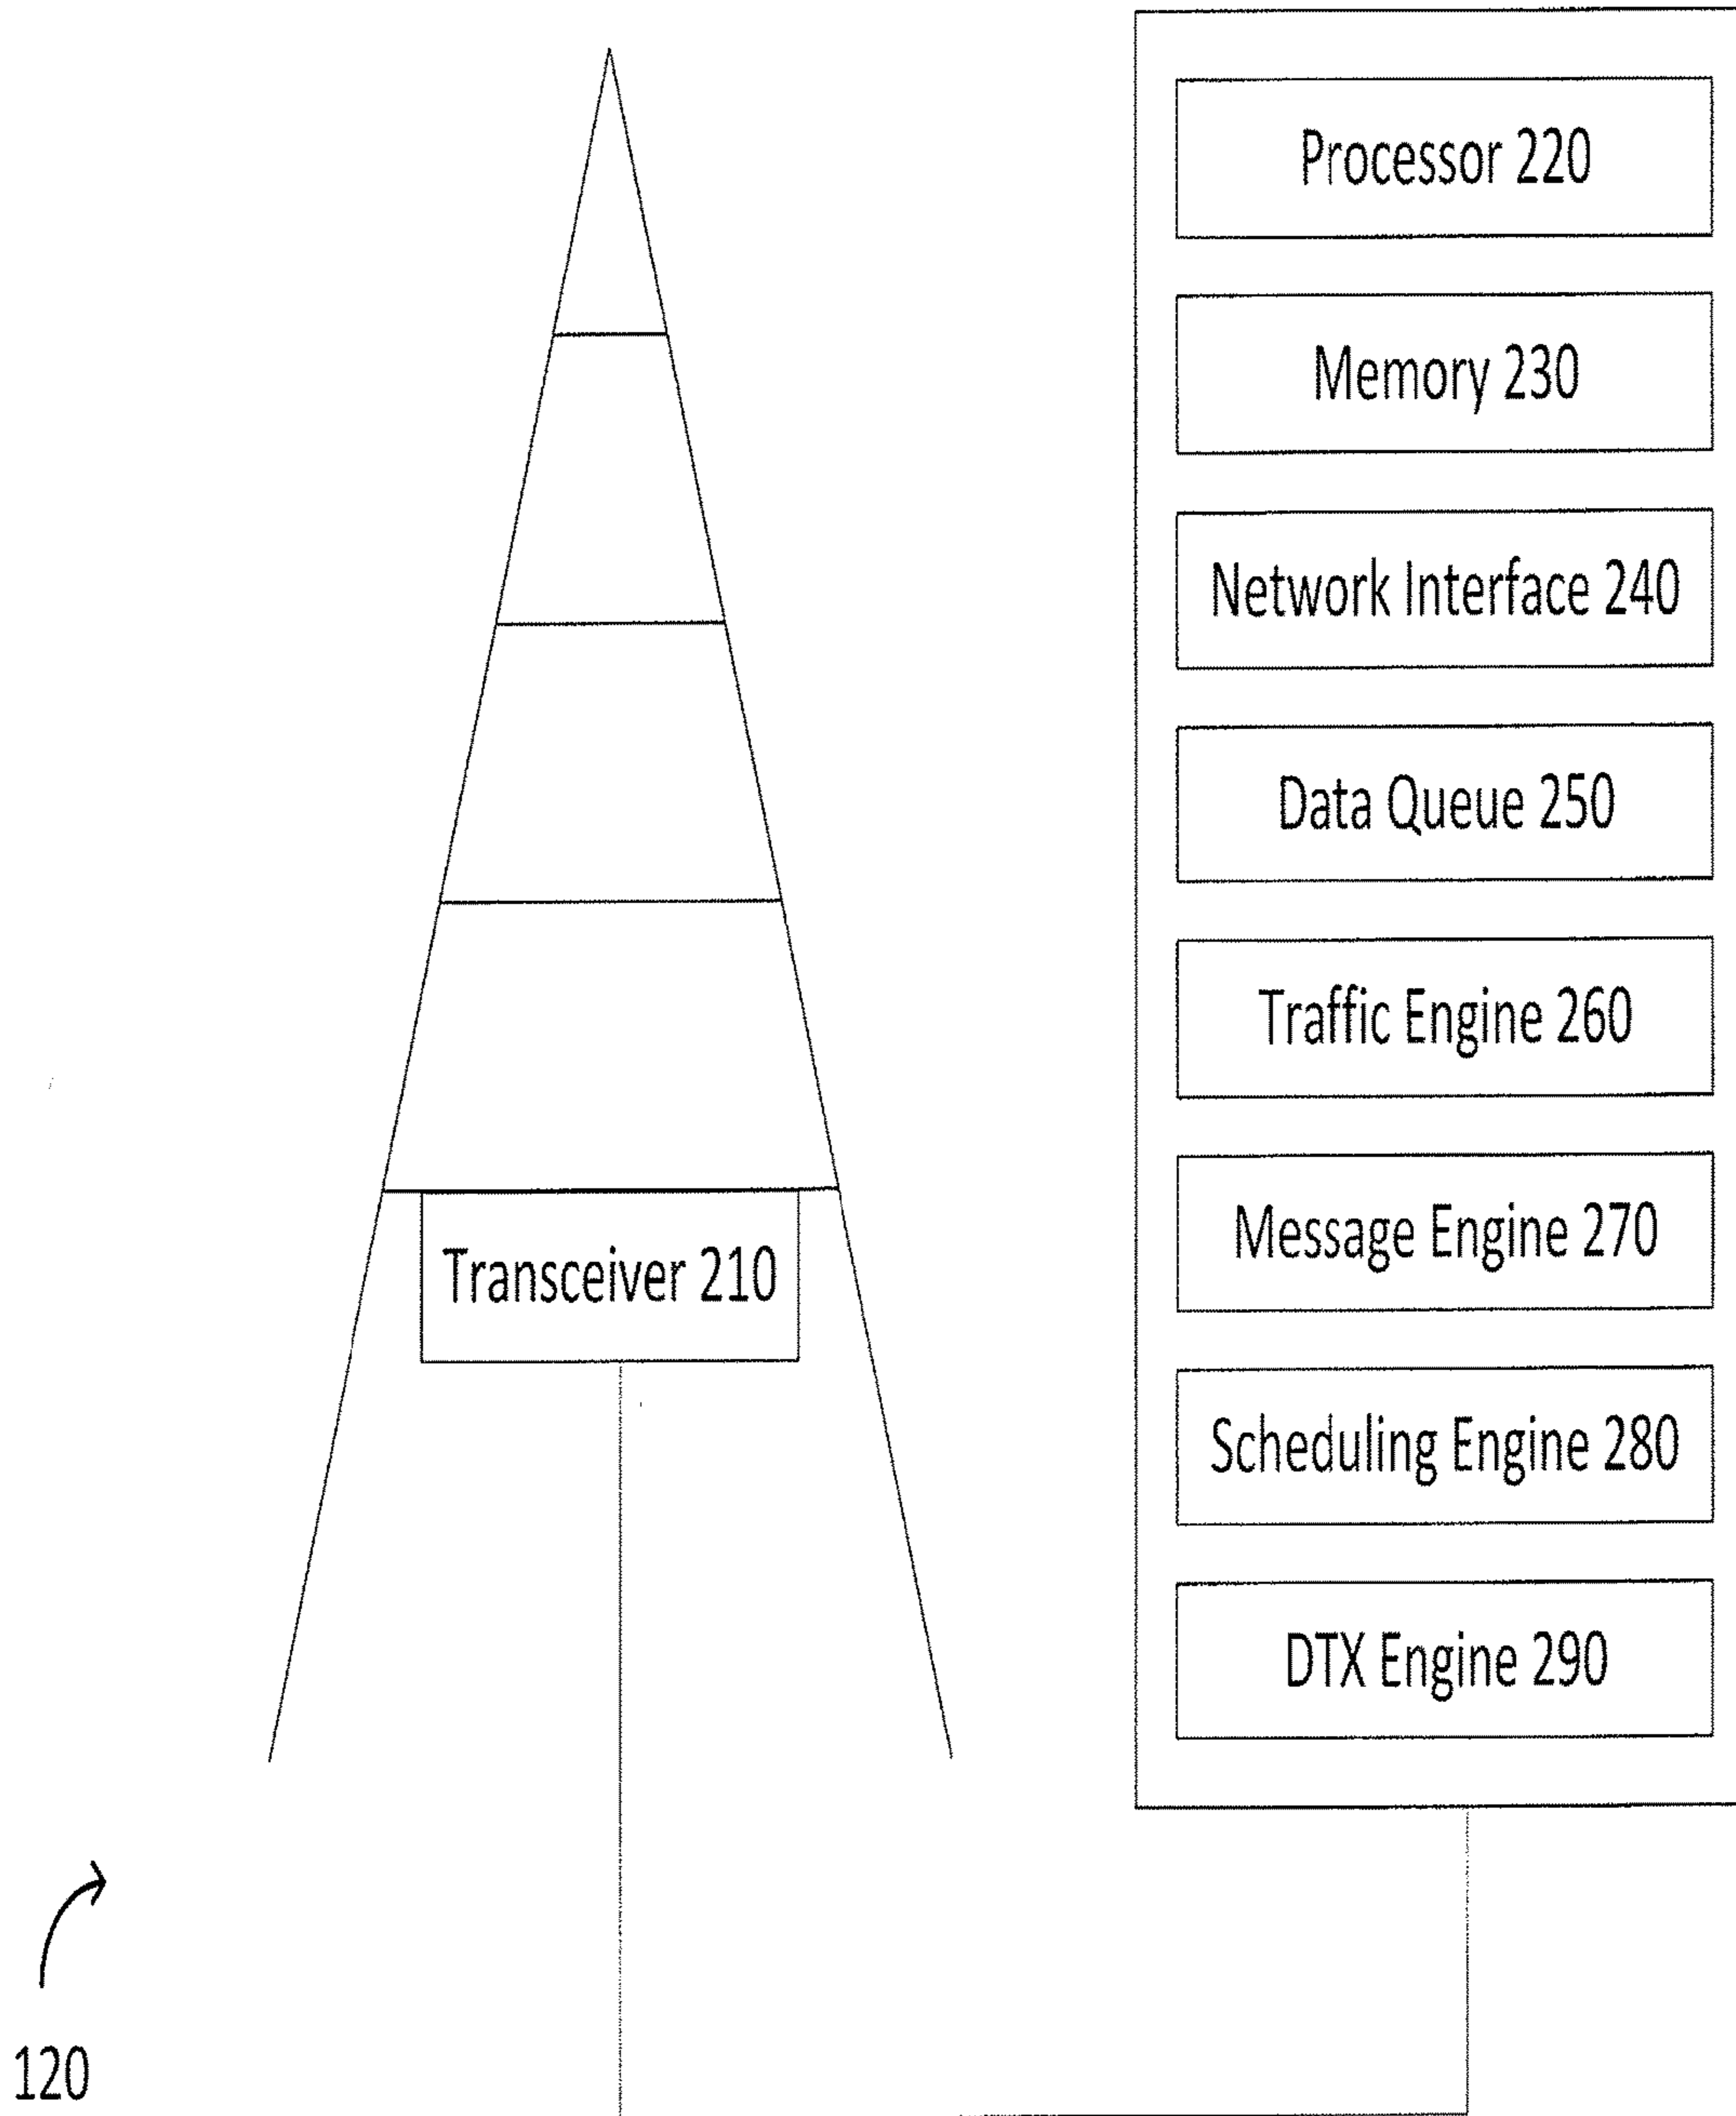 Processor 220
Memory 230
Network Interface 240
Data Queue 250
Traffic Engine 260
Message Engine 270
Transceiver 210
Scheduling Engine 280
DTX Engine 290
120